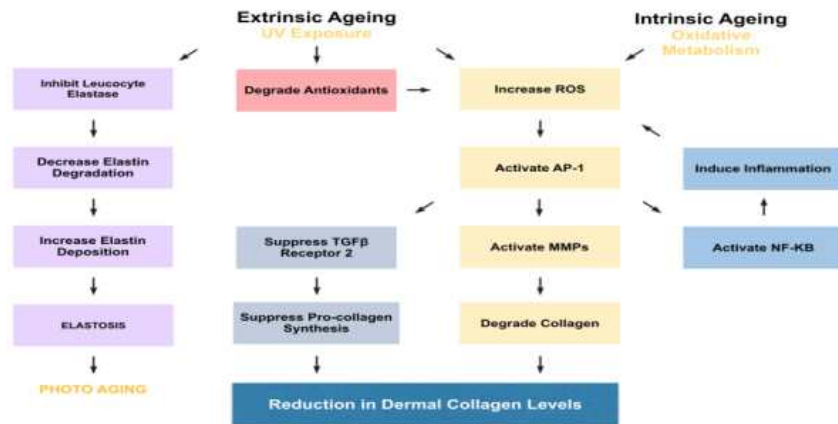 Extrinsic Ageing
UV Exposure
Intrinsic Ageing
Oxidative
Metabolism
Inhibit Leucocyte
Elastase
Degrade Antioxidants
Increase ROS
Decrease Elastin
Degradation
Activate AP-1
Induce Inflammation
Increase Elastin
Deposition
Suppress TGFβ
Receptor 2
Activate MMPs
Activate NF-KB
ELASTOSIS
Suppress Pro-collagen
Synthesis
Degrade Collagen
PHOTO AGING
Reduction in Dermal Collagen Levels